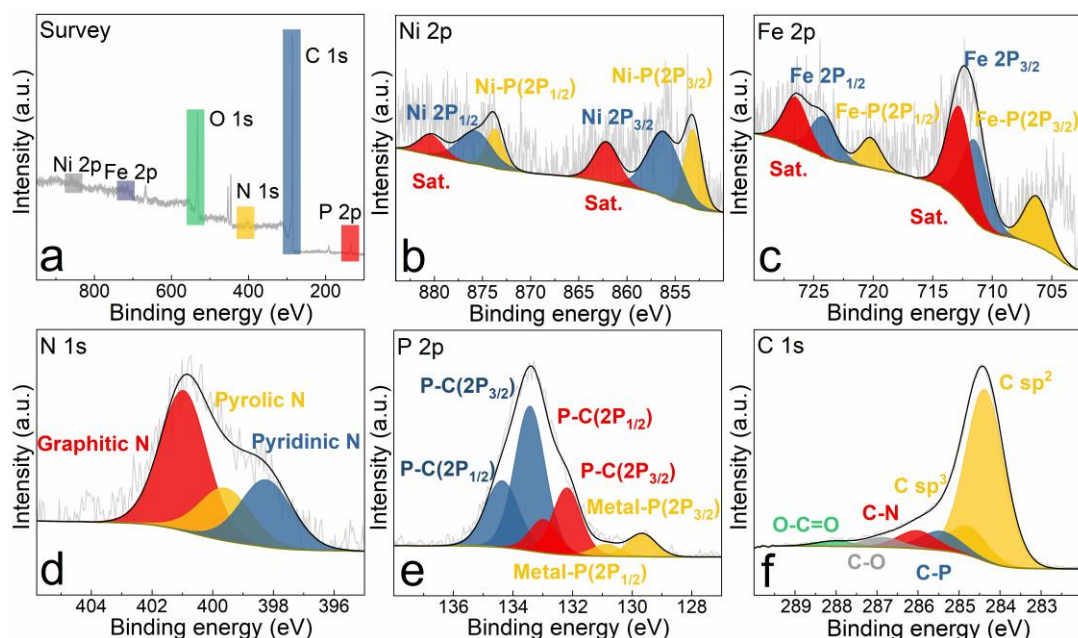 Survey
C 1s
O 1s
Ni 2p
Fe 2p
N 1s
P 2p
a
Intensity (a.u.)
800 600 400 200
Binding energy (eV)
Ni 2p
Ni-P(2P1/2)
Ni-P(2P3/2)
Ni 2P1/2
Ni 2P3/2
Sat.
Sat.
b
Intensity (a.u.)
880 875 870 865 860 855
Binding energy (eV)
Fe 2p
Fe 2P1/2
Fe 2P3/2
Fe-P(2P1/2)
Fe-P(2P3/2)
Sat.
Sat.
c
Intensity (a.u.)
725 720 715 710 705
Binding energy (eV)
N 1s
Pyrolic N
Graphitic N
Pyridinic N
d
Intensity (a.u.)
404 402 400 398 396
Binding energy (eV)
P 2p
P-C(2P3/2)
P-C(2P1/2)
P-C(2P1/2)
P-C(2P3/2)
Metal-P(2P3/2)
Metal-P(2P1/2)
e
Intensity (a.u.)
136 134 132 130 128
Binding energy (eV)
C 1s
C sp2
C sp3
C-N
O-C=O
C-O
C-P
f
Intensity (a.u.)
289 288 287 286 285 284 283
Binding energy (eV)